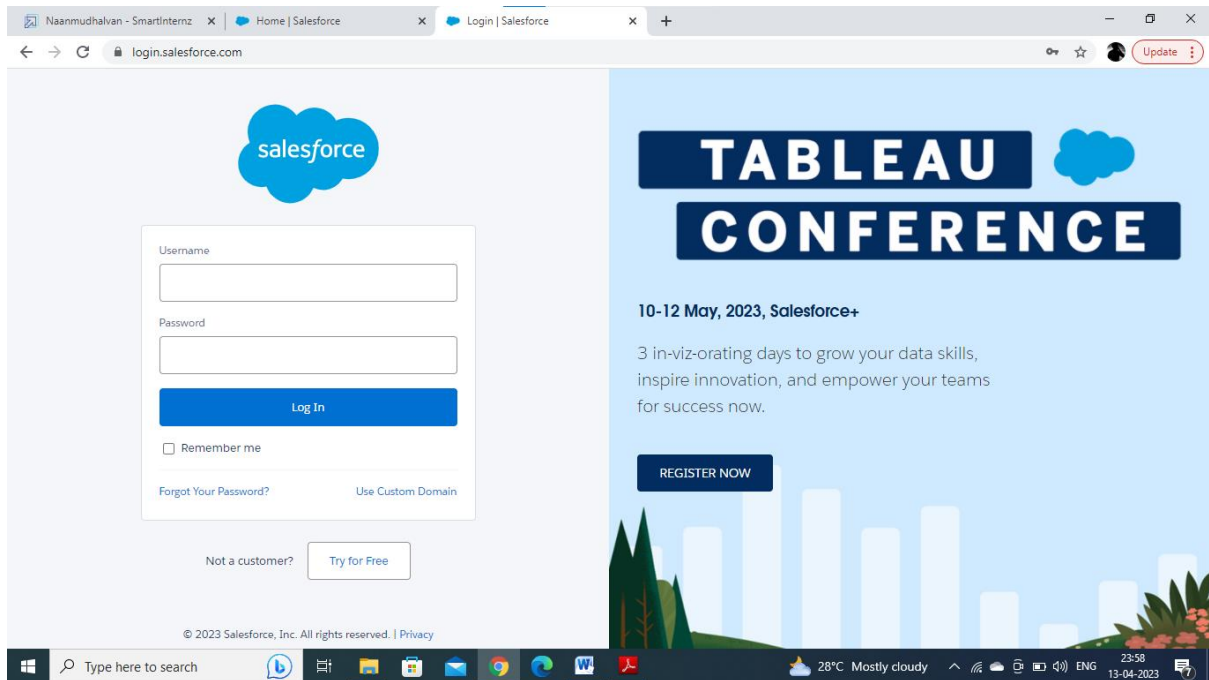 Naanmudhalvan - SmartInternz
Home | Salesforce
Login | Salesforce
login.salesforce.com
Update
salesforce
Username
Password
Log In
Remember me
Forgot Your Password?
Use Custom Domain
Not a customer?
Try for Free
© 2023 Salesforce, Inc. All rights reserved. | Privacy
TABLEAU
CONFERENCE
10-12 May, 2023, Salesforce+
3 in-viz-orating days to grow your data skills,
inspire innovation, and empower your teams
for success now.
REGISTER NOW
Type here to search
28°C Mostly cloudy
ENG
23:58
13-04-2023
7